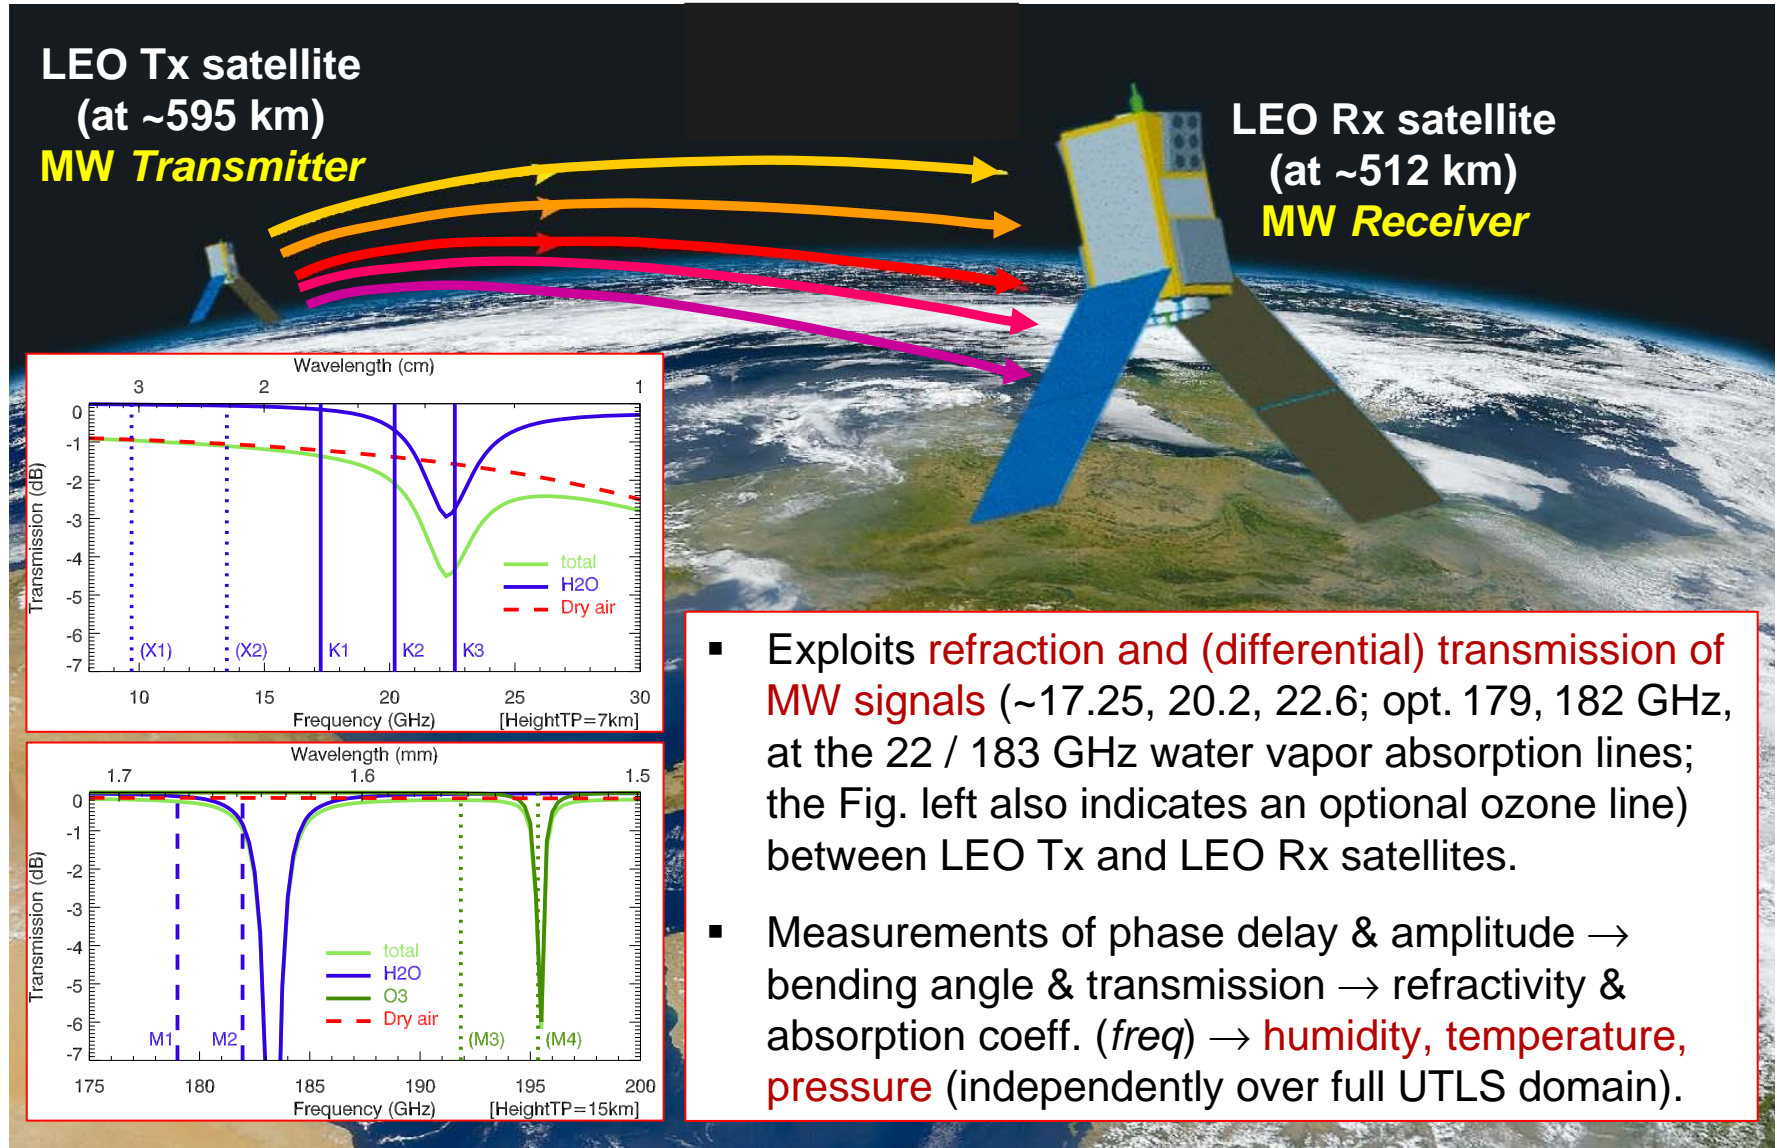 LEO Tx satellite
(at ~595 km)
MW Transmitter
LEO Rx satellite
(at ~512 km)
MW Receiver
Wavelength (cm)
3 2 1
0
-1
-2
-3
-4
-5
-6
-7
Transmission (dB)
total
H2O
Dry air
(X1) (X2) K1 K2 K3
10 15 20 25 30
Frequency (GHz) [HeightTP=7km]
Wavelength (mm)
1.7 1.6 1.5
0
-1
-2
-3
-4
-5
-6
-7
Transmission (dB)
total
H2O
O3
Dry air
M1 M2 (M3) (M4)
175 180 185 190 195 200
Frequency (GHz) [HeightTP=15km]
▪ Exploits refraction and (differential) transmission of
MW signals (~17.25, 20.2, 22.6; opt. 179, 182 GHz,
at the 22 / 183 GHz water vapor absorption lines;
the Fig. left also indicates an optional ozone line)
between LEO Tx and LEO Rx satellites.
▪ Measurements of phase delay & amplitude →
bending angle & transmission → refractivity &
absorption coeff. (freq) → humidity, temperature,
pressure (independently over full UTLS domain).